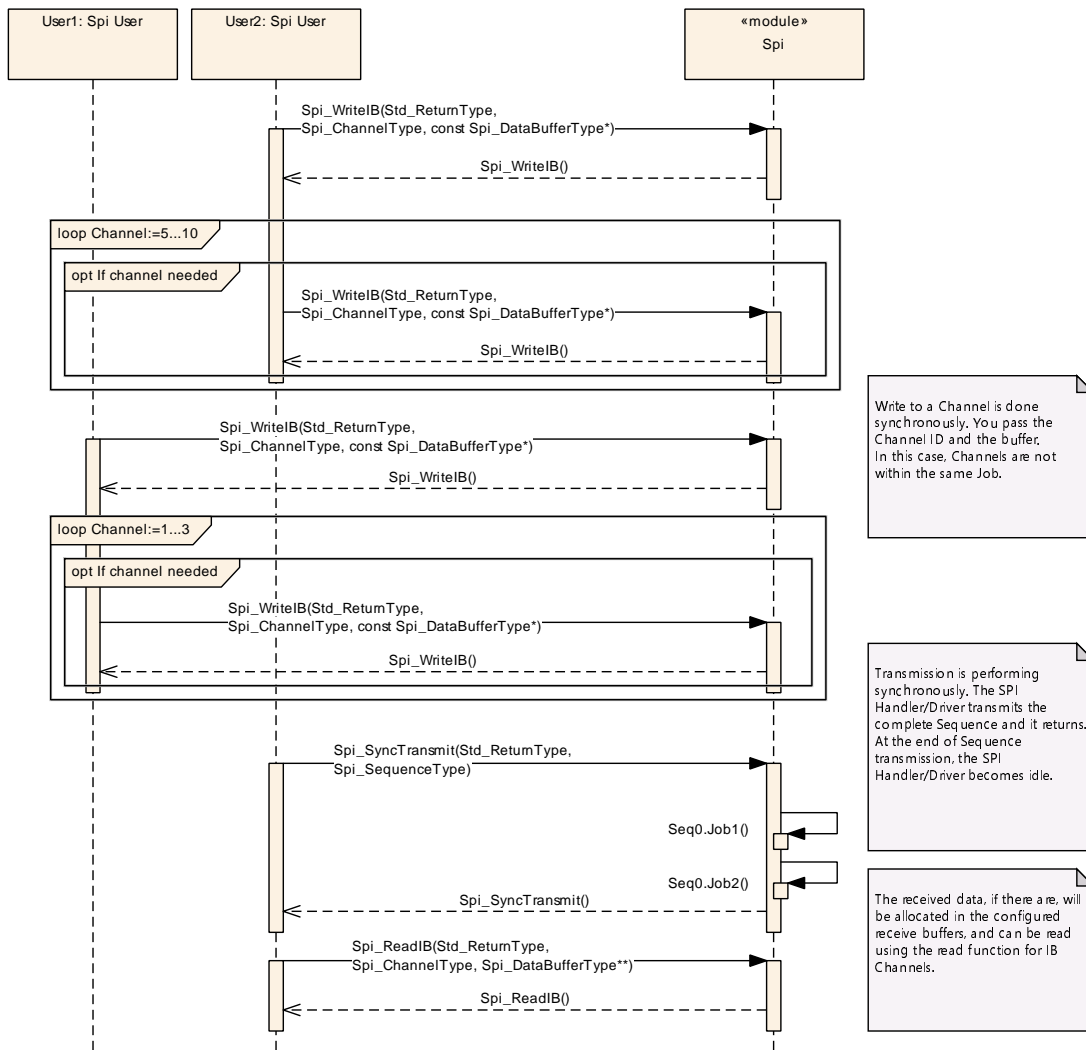 User1: Spi User
User2: Spi User
«module»
Spi
Spi_WriteIB(Std_ReturnType,
Spi_ChannelType, const Spi_DataBufferType*)
Spi_WriteIB()
loop Channel:=5...10
opt If channel needed
Spi_WriteIB(Std_ReturnType,
Spi_ChannelType, const Spi_DataBufferType*)
Spi_WriteIB()
Write to a Channel is done
synchronously. You pass the
Channel ID and the buffer.
In this case, Channels are not
within the same Job.
Spi_WriteIB(Std_ReturnType,
Spi_ChannelType, const Spi_DataBufferType*)
Spi_WriteIB()
loop Channel:=1...3
opt If channel needed
Spi_WriteIB(Std_ReturnType,
Spi_ChannelType, const Spi_DataBufferType*)
Spi_WriteIB()
Transmission is performing
synchronously. The SPI
Handler/Driver transmits the
complete Sequence and it returns.
At the end of Sequence
transmission, the SPI
Handler/Driver becomes idle.
Spi_SyncTransmit(Std_ReturnType,
Spi_SequenceType)
Seq0.Job1()
Seq0.Job2()
Spi_SyncTransmit()
The received data, if there are, will
be allocated in the configured
receive buffers, and can be read
using the read function for IB
Channels.
Spi_ReadIB(Std_ReturnType,
Spi_ChannelType, Spi_DataBufferType**)
Spi_ReadIB()